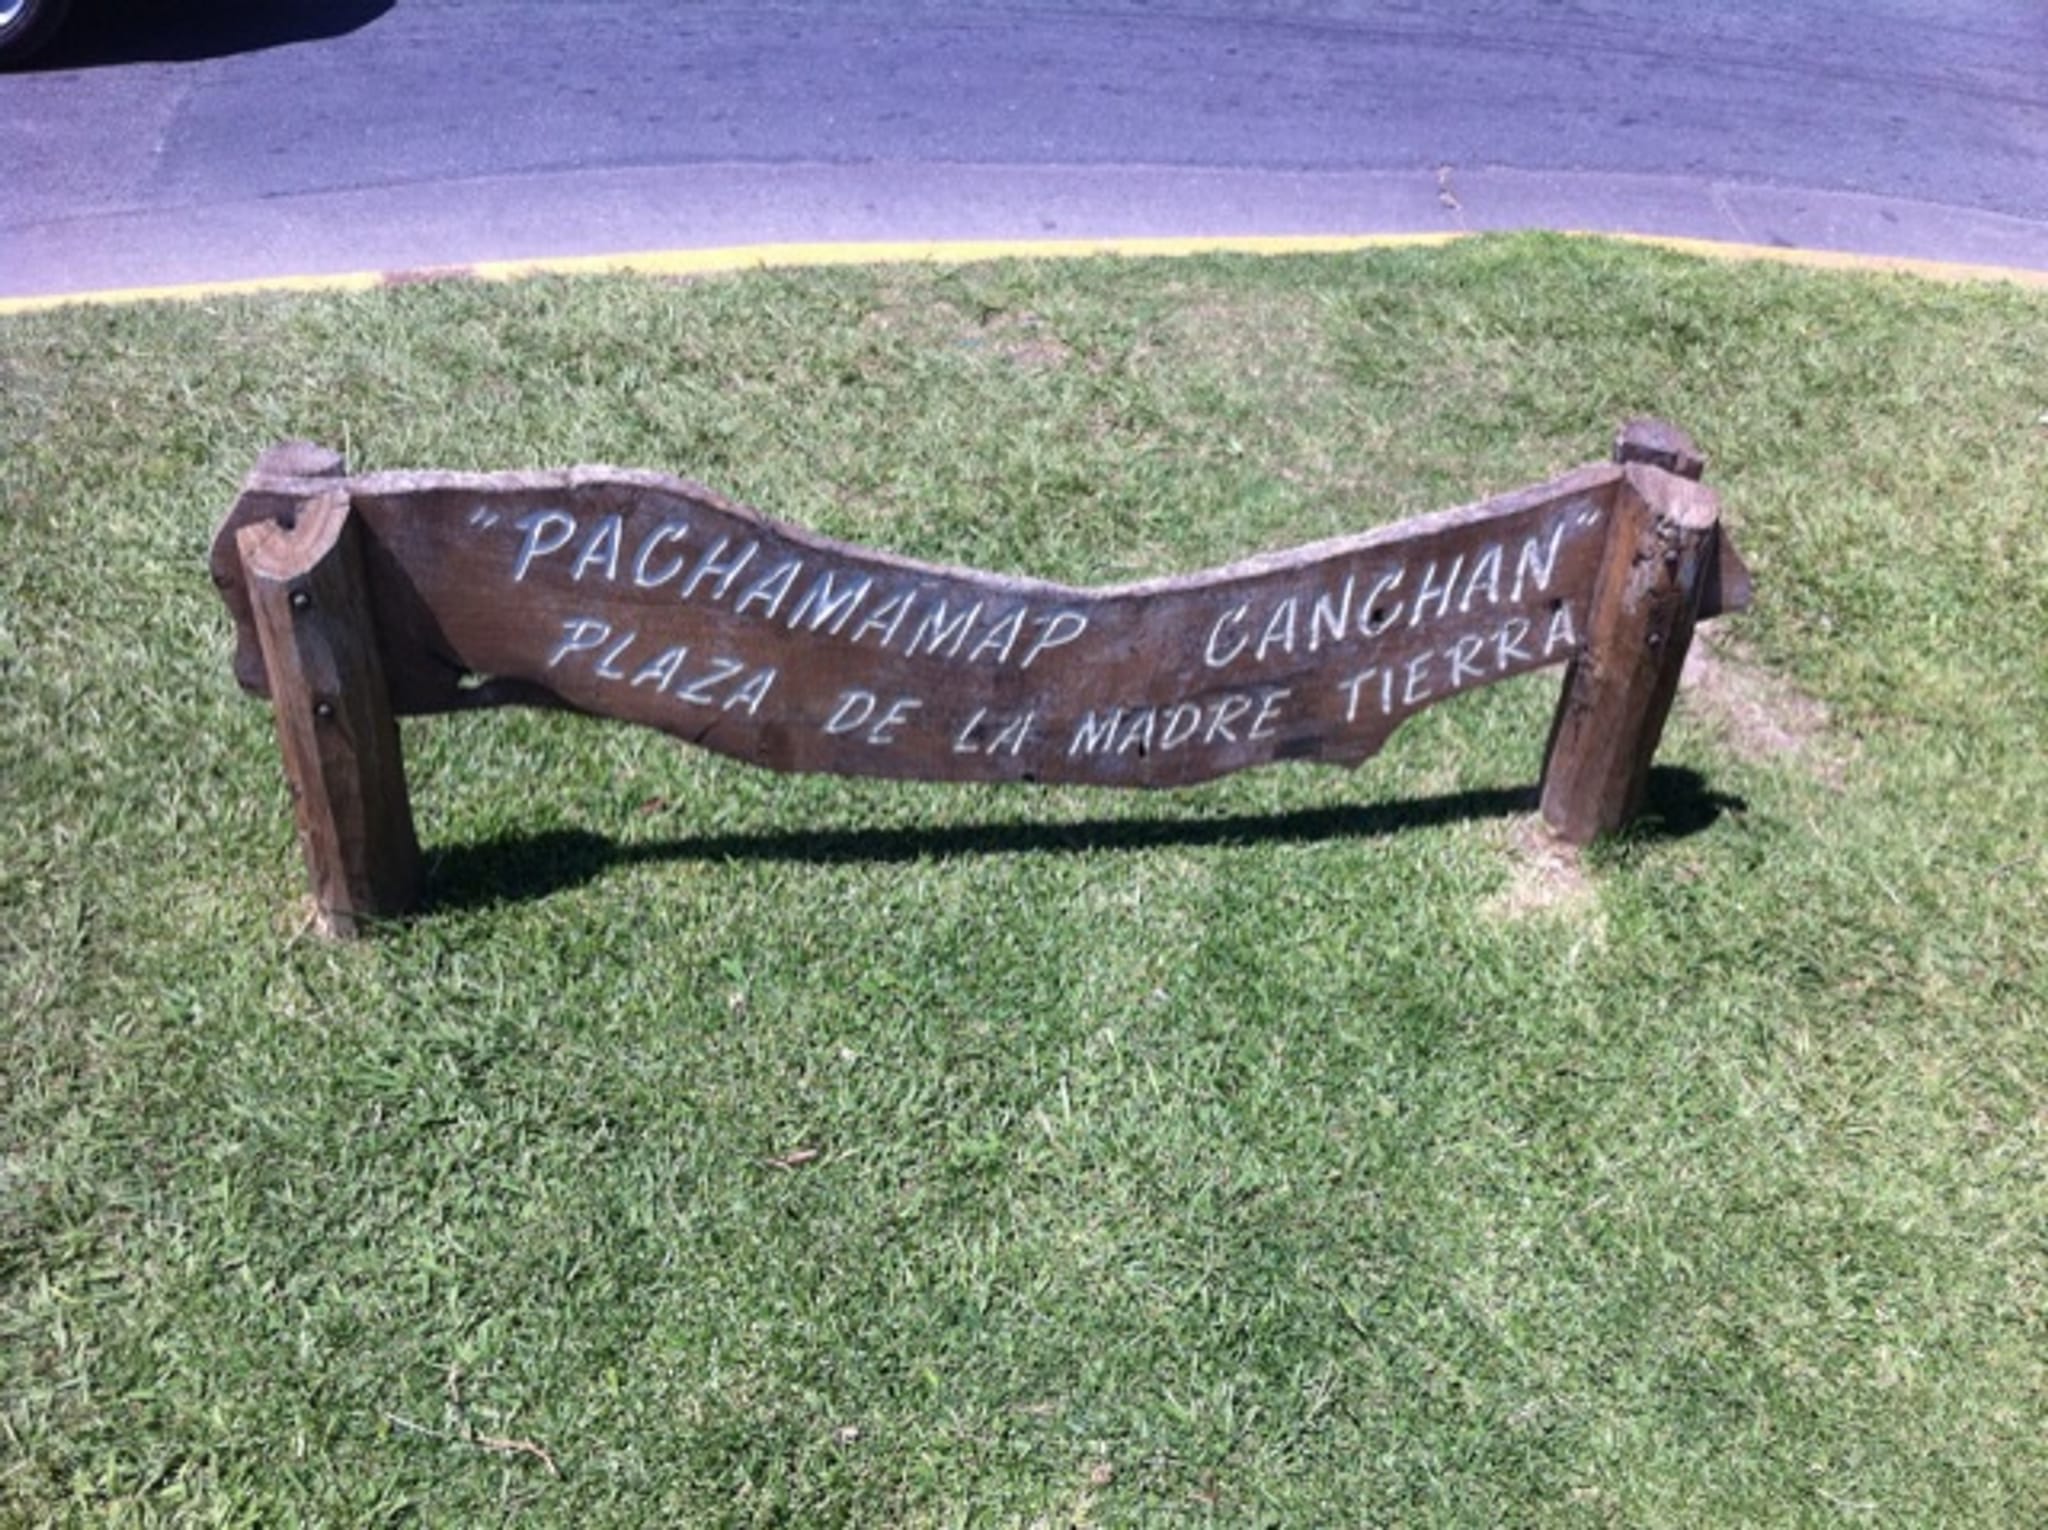 "PACHAMAMAP CANCHAN"
PLAZA DE LA MADRE TIERRA